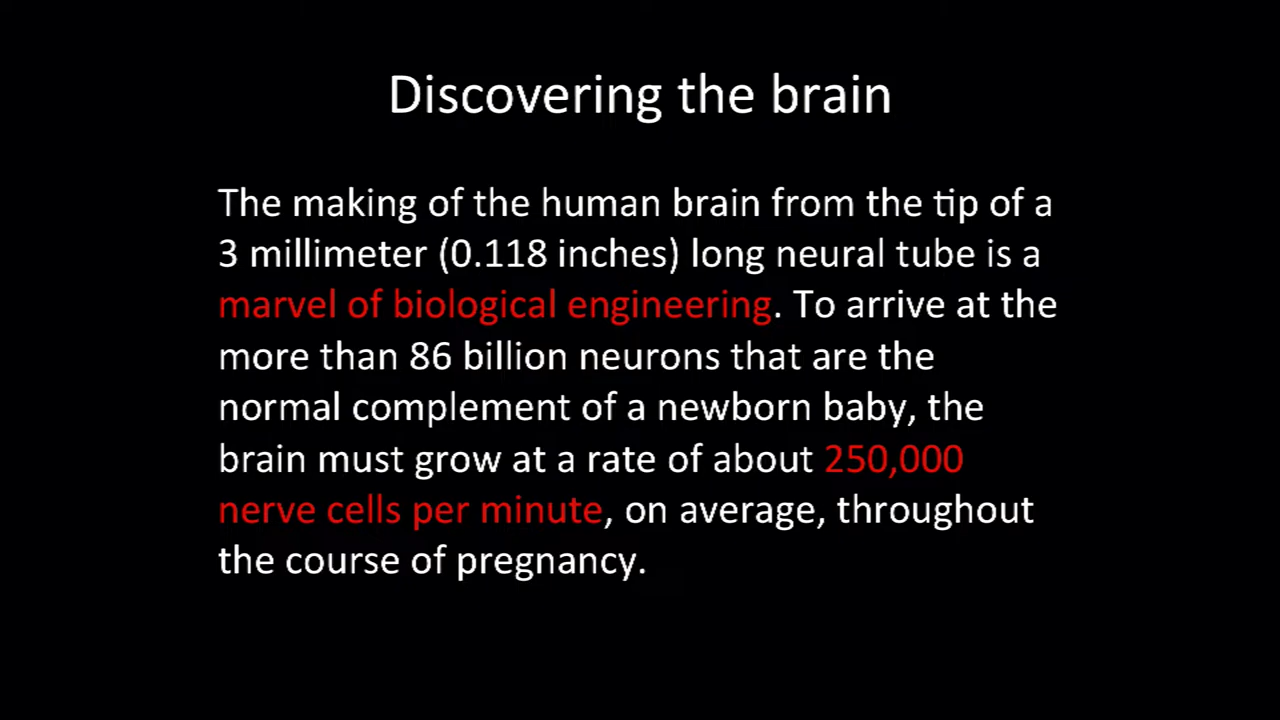 Discovering the brain
The making of the human brain from the tip of a
3 millimeter (0.118 inches) long neural tube is a
marvel of biological engineering. To arrive at the
more than 86 billion neurons that are the
normal complement of a newborn baby, the
brain must grow at a rate of about 250,000
nerve cells per minute, on average, throughout
the course of pregnancy.